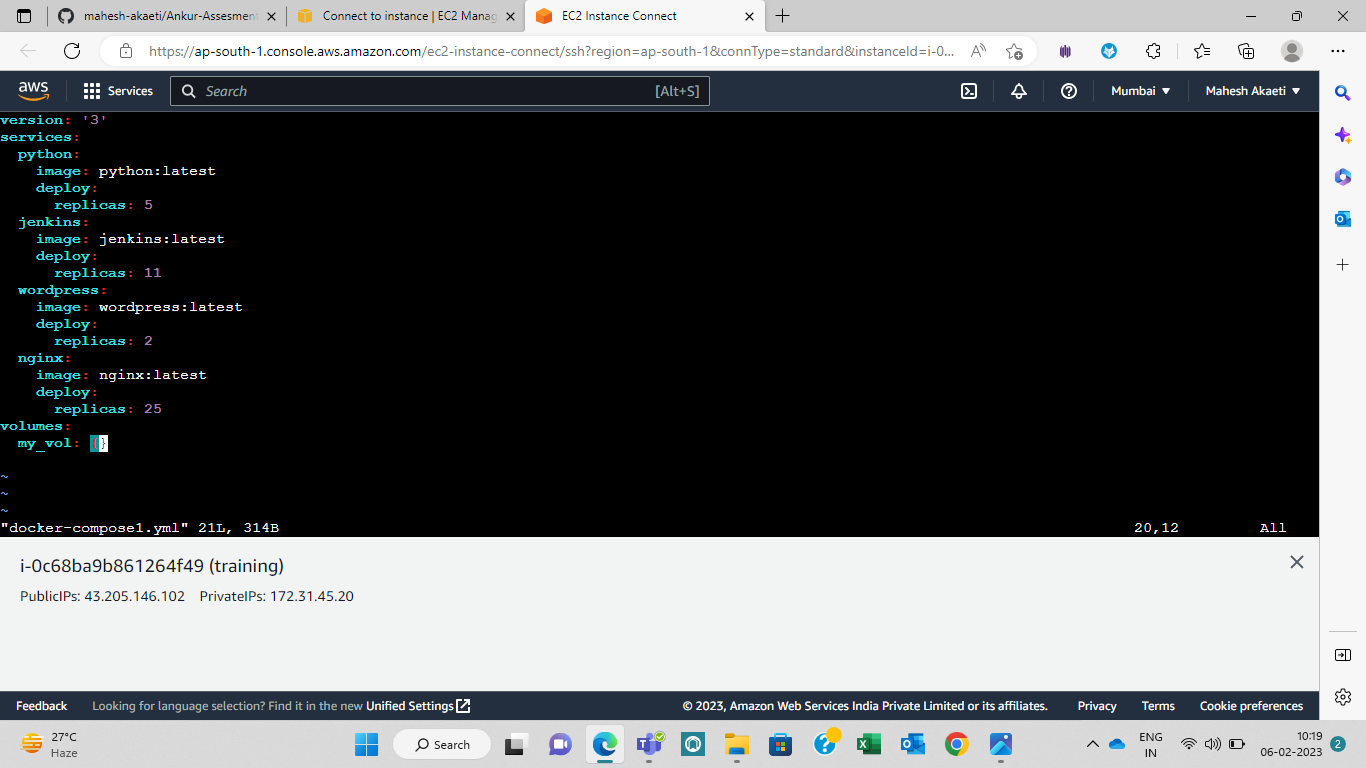 mahesh-akaeti/Ankur-Assesment
Connect to instance | EC2 Manag
EC2 Instance Connect
https://ap-south-1.console.aws.amazon.com/ec2-instance-connect/ssh?region=ap-south-1&connType=standard&instanceId=i-0...
aws
Services
Search
[Alt+S]
Mumbai
Mahesh Akaeti
version: '3'
services:
  python:
    image: python:latest
    deploy:
      replicas: 5
  jenkins:
    image: jenkins:latest
    deploy:
      replicas: 11
  wordpress:
    image: wordpress:latest
    deploy:
      replicas: 2
  nginx:
    image: nginx:latest
    deploy:
      replicas: 25
volumes:
  my_vol: {}
~
~
~
"docker-compose1.yml" 21L, 314B 20,12 All
i-0c68ba9b861264f49 (training)
PublicIPs: 43.205.146.102 PrivateIPs: 172.31.45.20
Feedback Looking for language selection? Find it in the new Unified Settings © 2023, Amazon Web Services India Private Limited or its affiliates. Privacy Terms Cookie preferences
27°C
Haze
Search
ENG
IN
10:19
06-02-2023
2